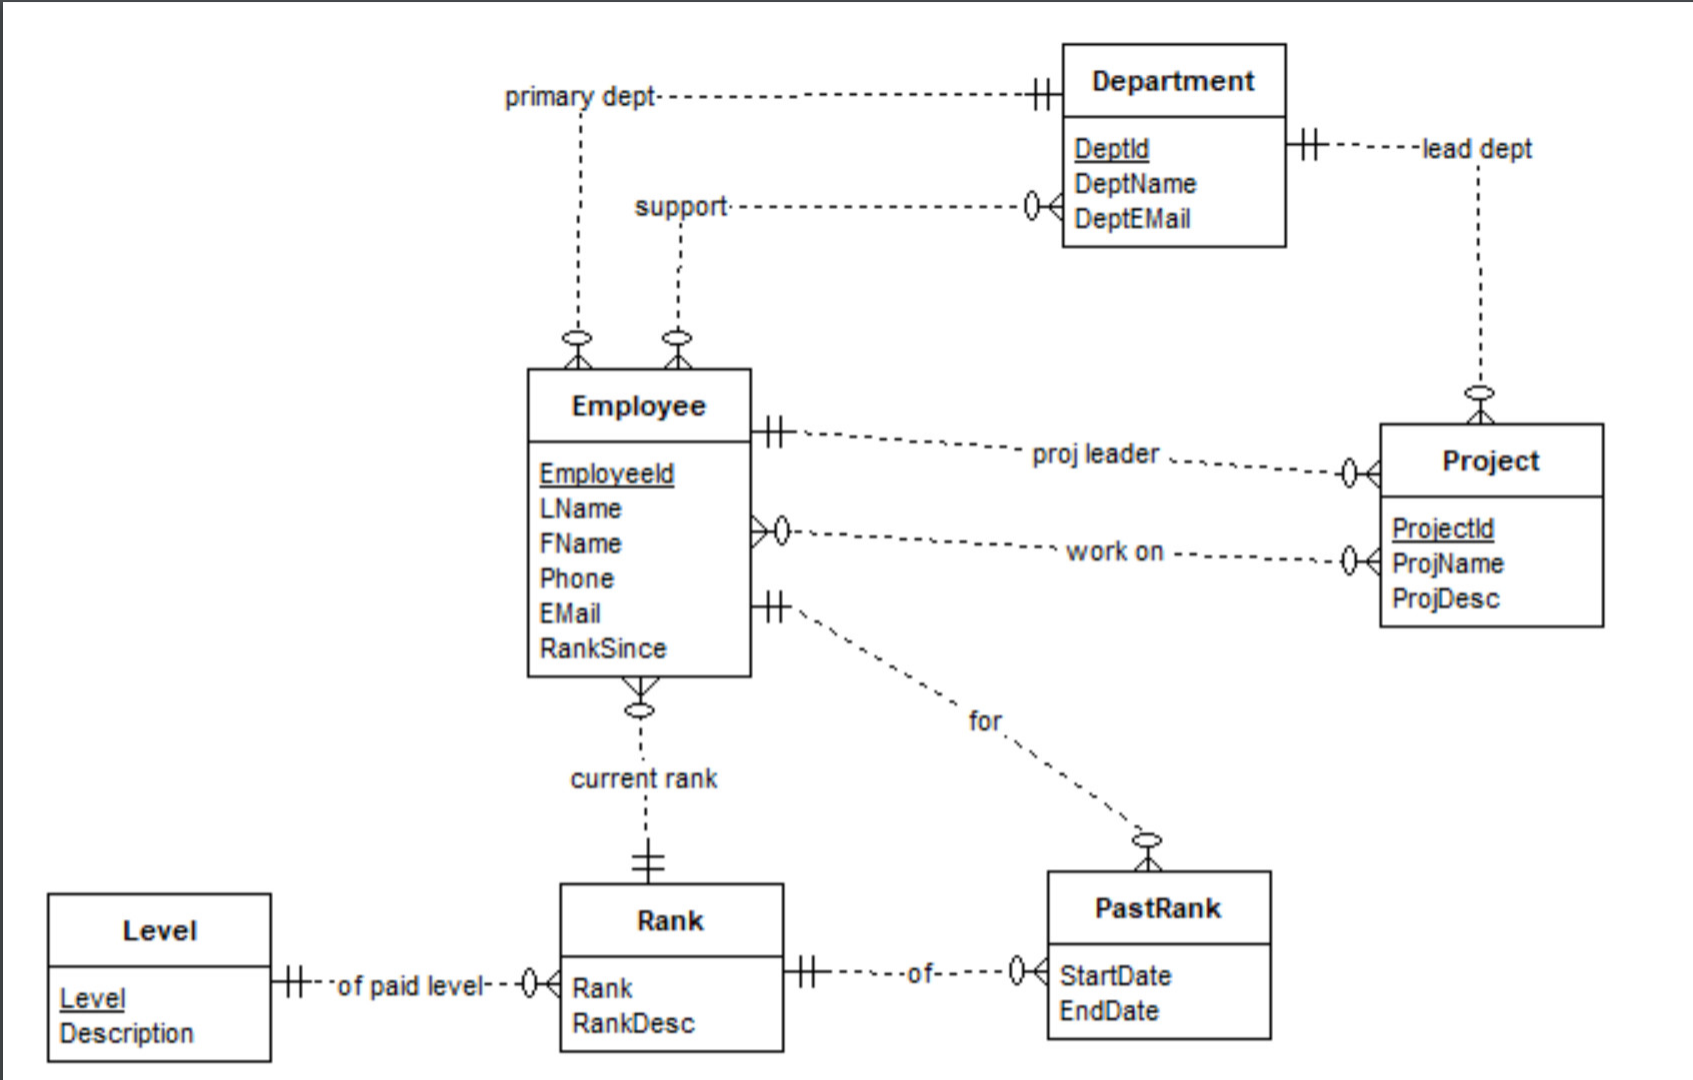 primary dept
Department
DeptId
DeptName
DeptEMail
lead dept
support
Employee
EmployeeId
LName
FName
Phone
EMail
RankSince
proj leader
work on
Project
ProjectId
ProjName
ProjDesc
for
current rank
Level
Level
Description
of paid level
Rank
Rank
RankDesc
of
PastRank
StartDate
EndDate